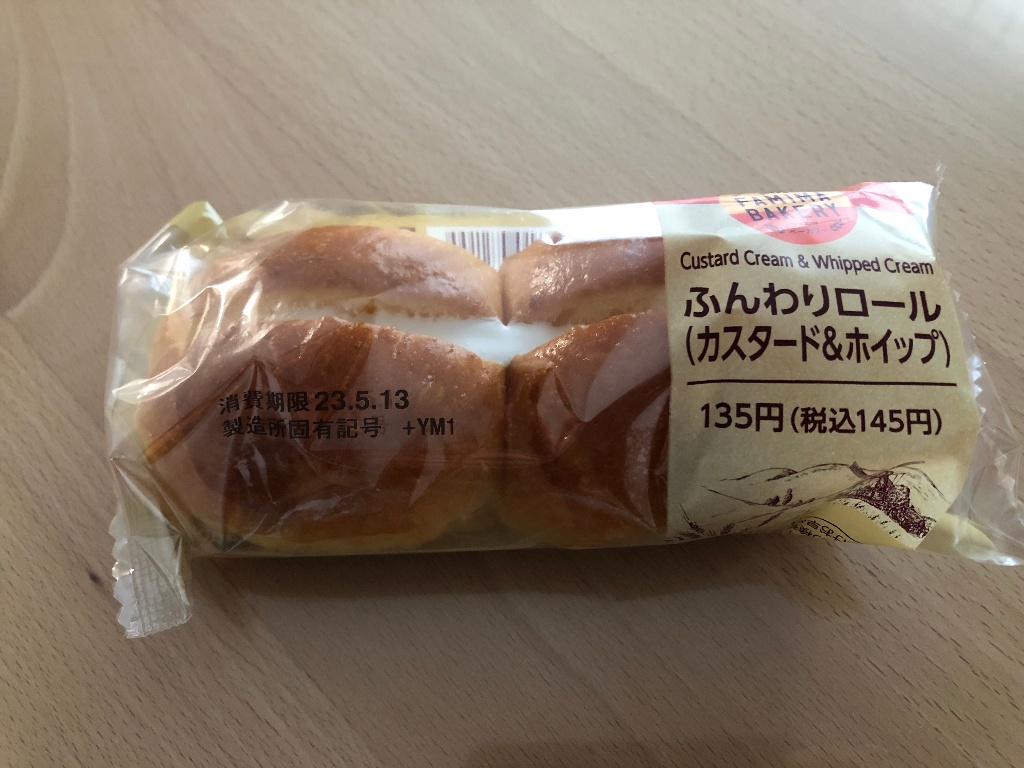 FAMIMA
BAKERY
Custard Cream & Whipped Cream
ふんわりロール
(カスタード&ホイップ)
135円(税込145円)
消費期限23.5.13
製造所固有記号 +YM1